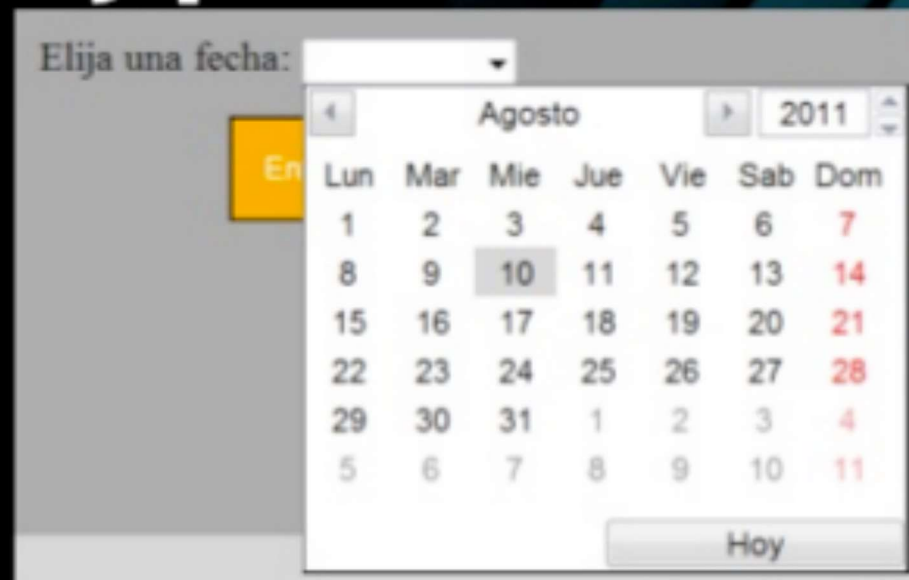 Elija una fecha:
Agosto 2011
Lun Mar Mie Jue Vie Sab Dom
1 2 3 4 5 6 7
8 9 10 11 12 13 14
15 16 17 18 19 20 21
22 23 24 25 26 27 28
29 30 31 1 2 3 4
5 6 7 8 9 10 11
Hoy